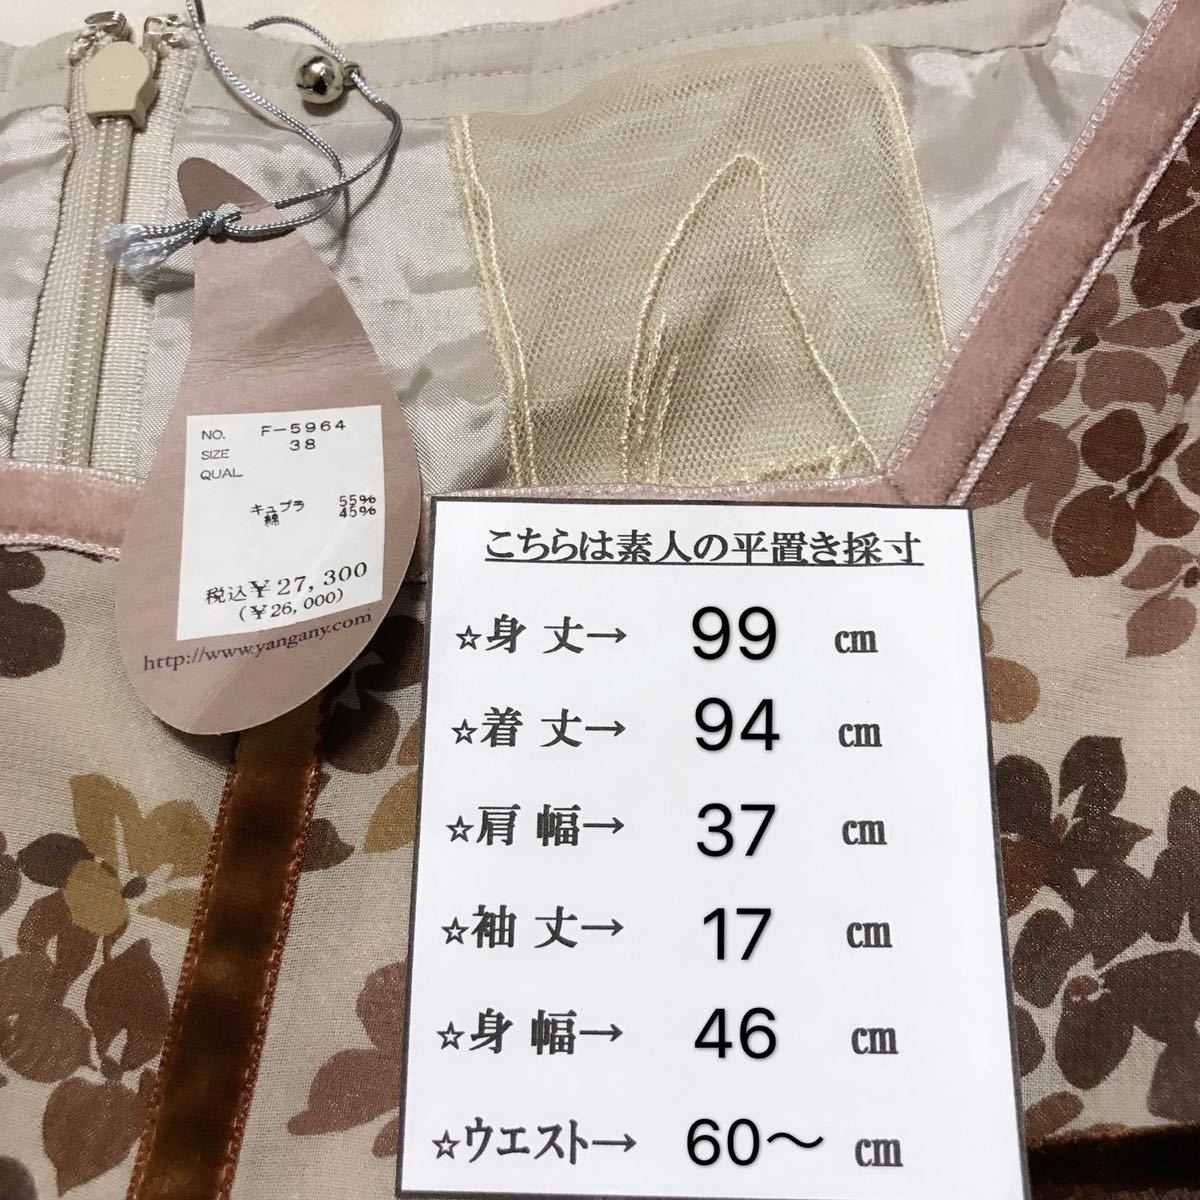 NO. F-5964
SIZE 38
QUAL
キュプラ 55%
綿 45%
税込￥27,300
(￥26,000)
http://www.yangany.com
こちらは素人の平置き採寸
☆身 丈→ 99 ㎝
☆着 丈→ 94 ㎝
☆肩 幅→ 37 ㎝
☆袖 丈→ 17 ㎝
☆身 幅→ 46 ㎝
☆ウエスト→ 60～ ㎝